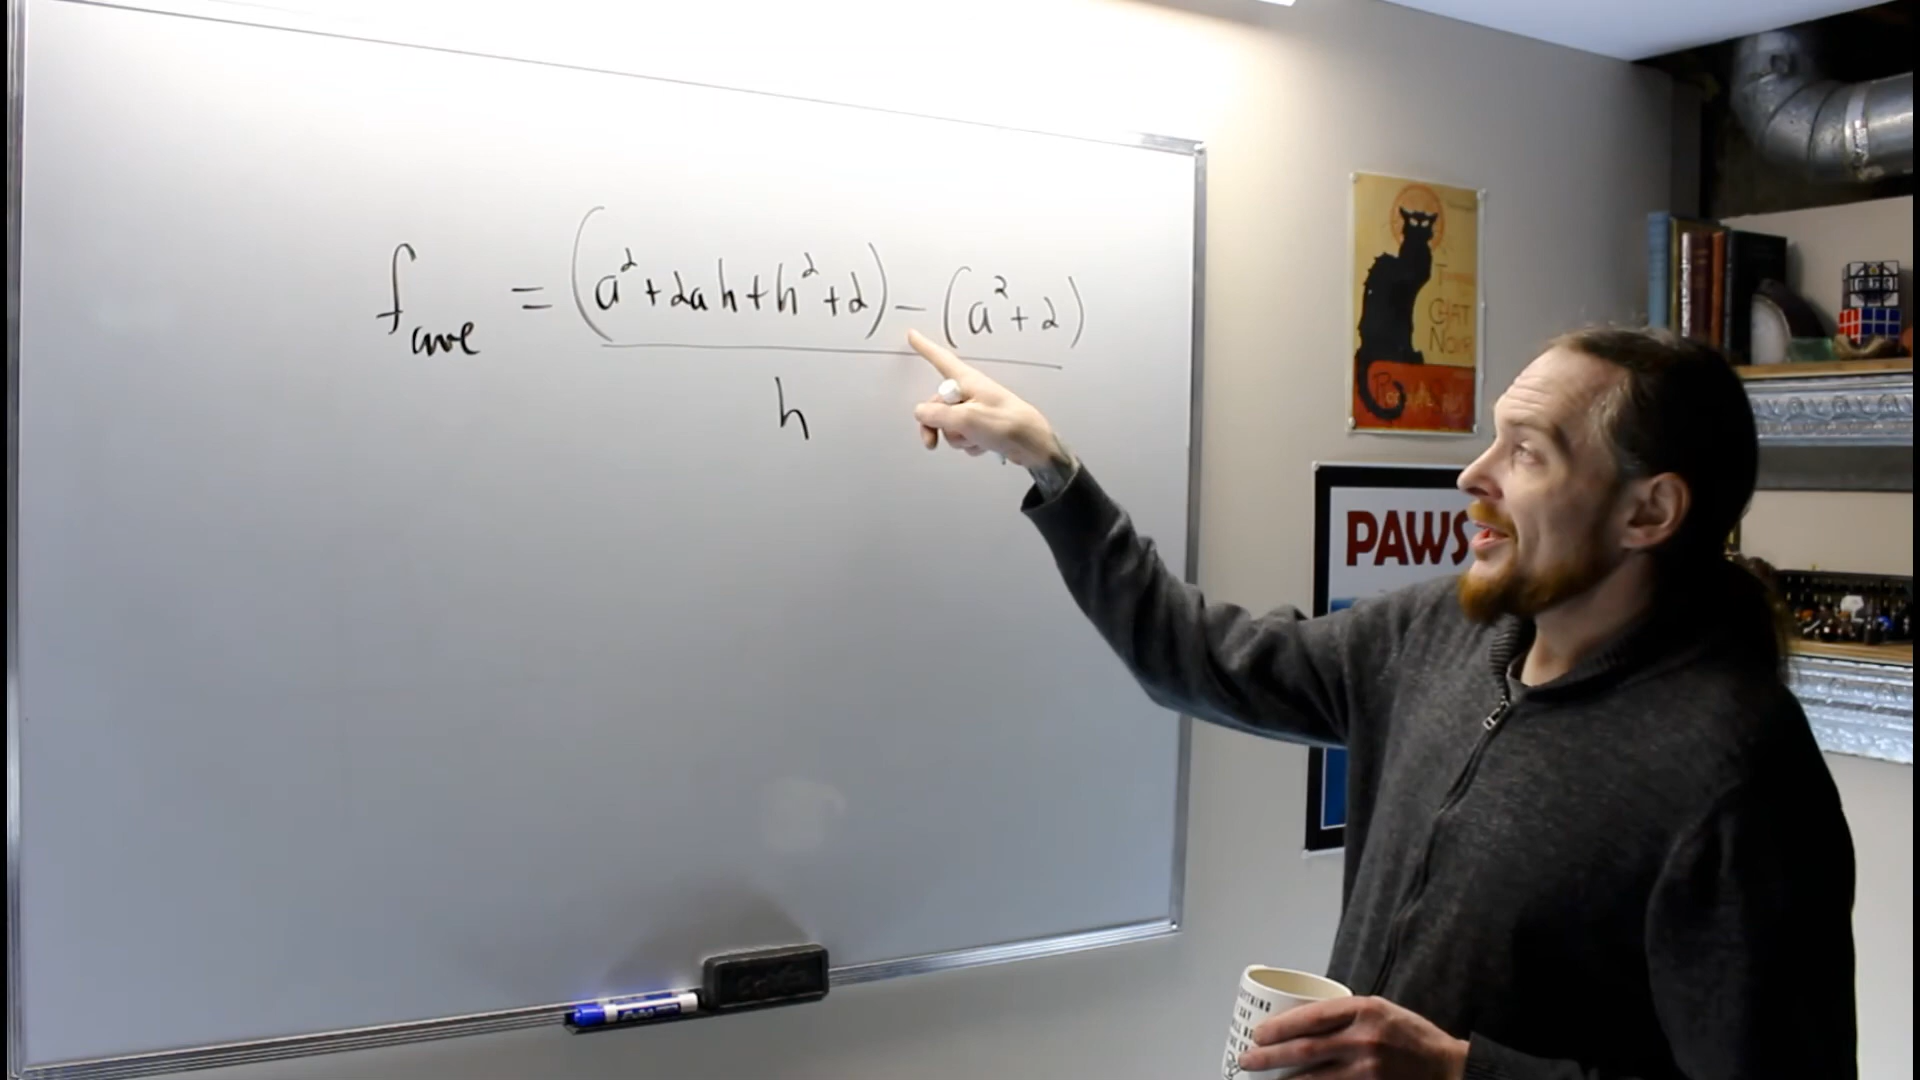 f_ave = (a² + 2ah + h² + 2) - (a² + 2)
h
CHAT
NOIR
PAWS